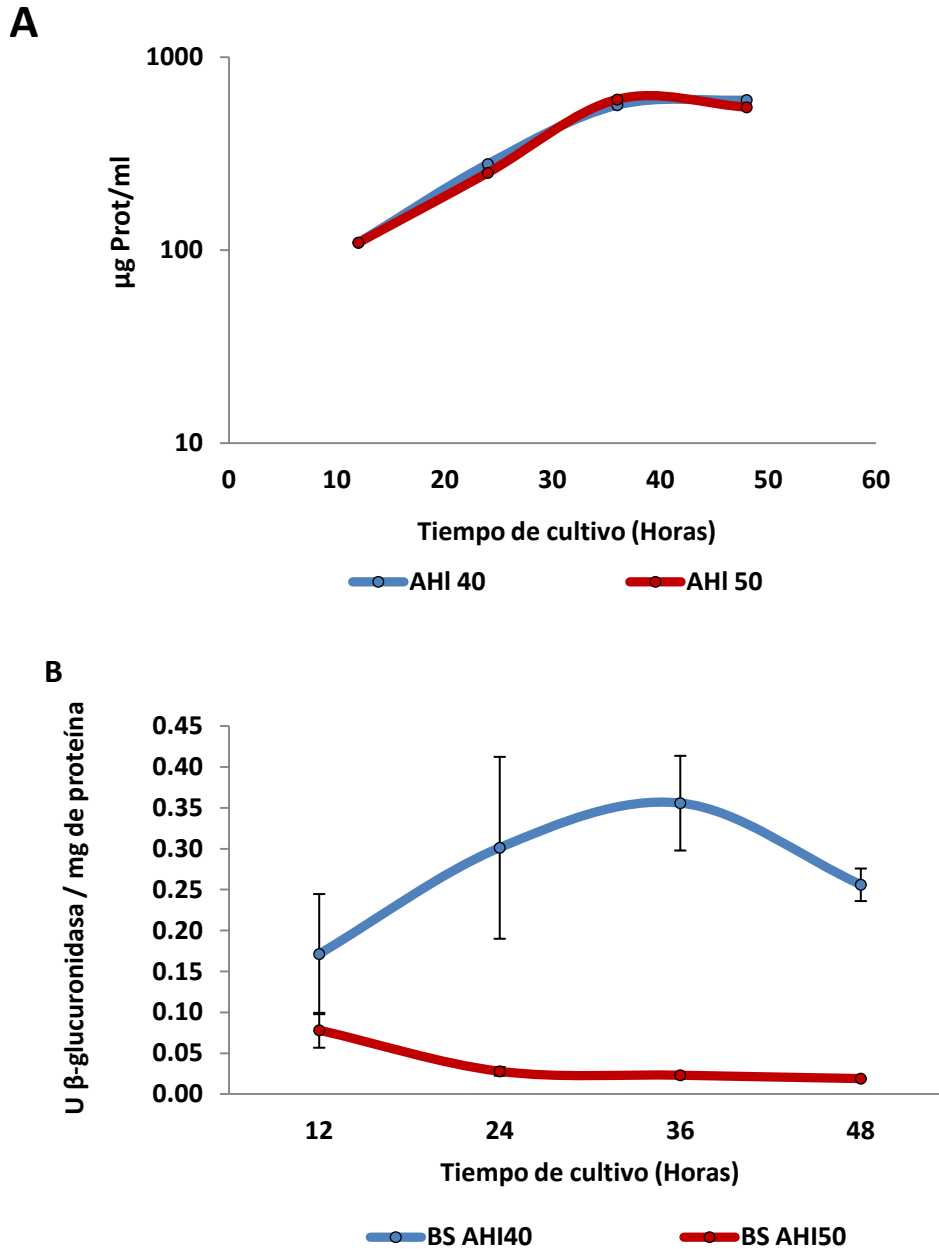 A
1000
100
10
µg Prot/ml
0 10 20 30 40 50 60
Tiempo de cultivo (Horas)
AHl 40 AHl 50
B
0.45
0.40
0.35
0.30
0.25
0.20
0.15
0.10
0.05
0.00
U β-glucuronidasa / mg de proteína
12 24 36 48
Tiempo de cultivo (Horas)
BS AHI40 BS AHI50